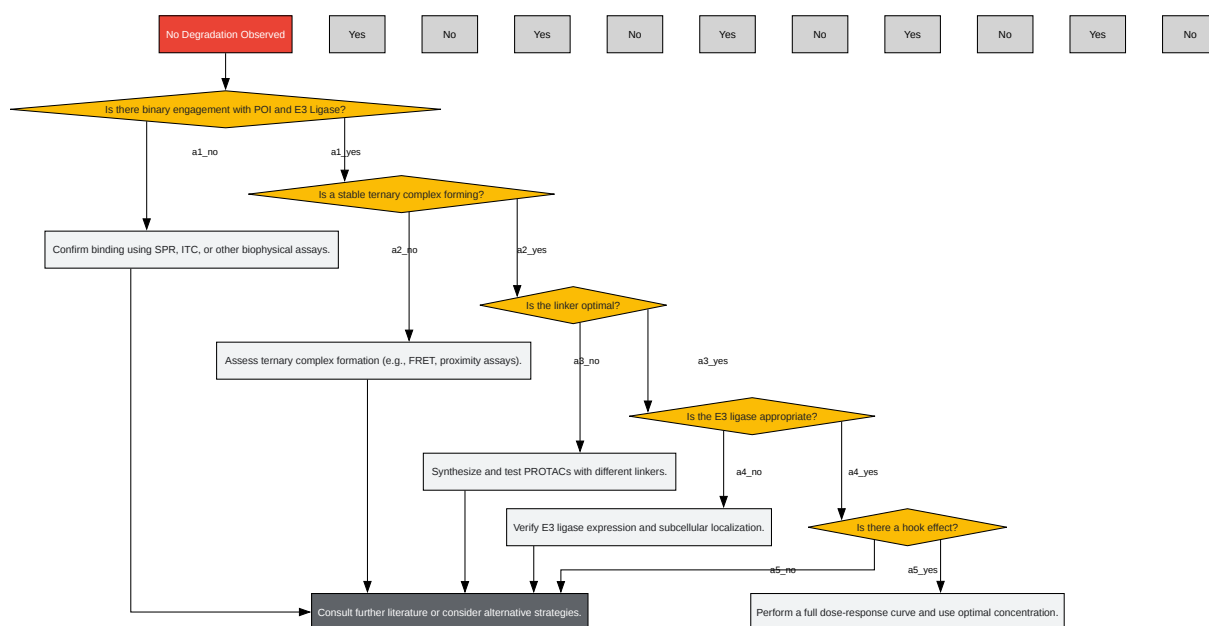 No Degradation Observed
Yes
No
Yes
No
Yes
No
Yes
No
Yes
No
Is there binary engagement with POI and E3 Ligase?
a1_no
a1_yes
Is a stable ternary complex forming?
Confirm binding using SPR, ITC, or other biophysical assays.
a2_no
a2_yes
Is the linker optimal?
Assess ternary complex formation (e.g., FRET, proximity assays).
a3_no
a3_yes
Is the E3 ligase appropriate?
Synthesize and test PROTACs with different linkers.
a4_no
a4_yes
Verify E3 ligase expression and subcellular localization.
Is there a hook effect?
a5_no
a5_yes
Consult further literature or consider alternative strategies.
Perform a full dose-response curve and use optimal concentration.